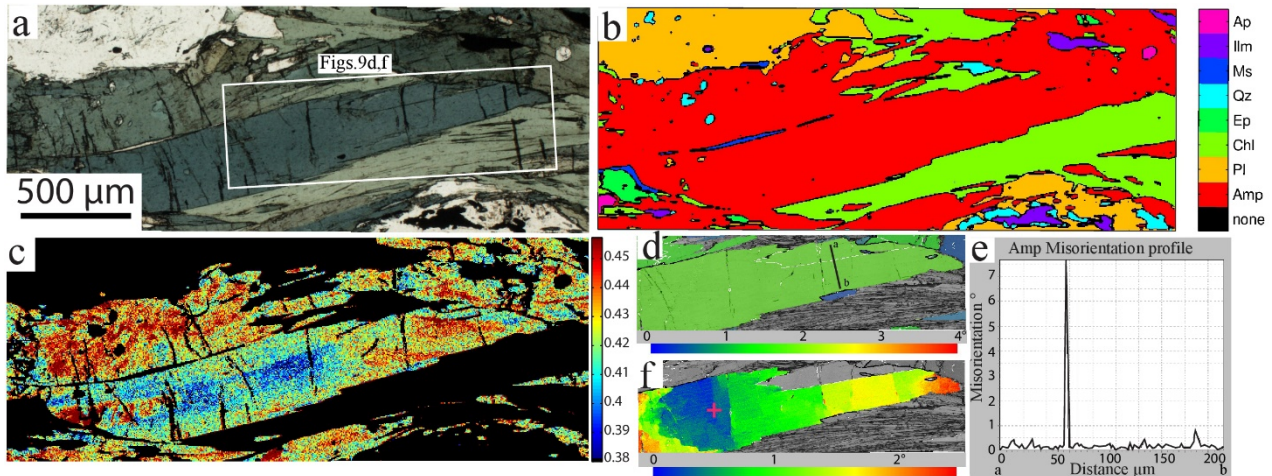 a
Figs.9d,f
500 µm
b
Ap
Ilm
Ms
Qz
Ep
Chl
Pl
Amp
none
c
0.45
0.44
0.43
0.42
0.41
0.4
0.39
0.38
d
a
b
0 1 2 3 4°
f
0 1 2°
e
Amp Misorientation profile
Misorientation °
7
6
5
4
3
2
1
0
0 50 100 150 200
a Distance µm b